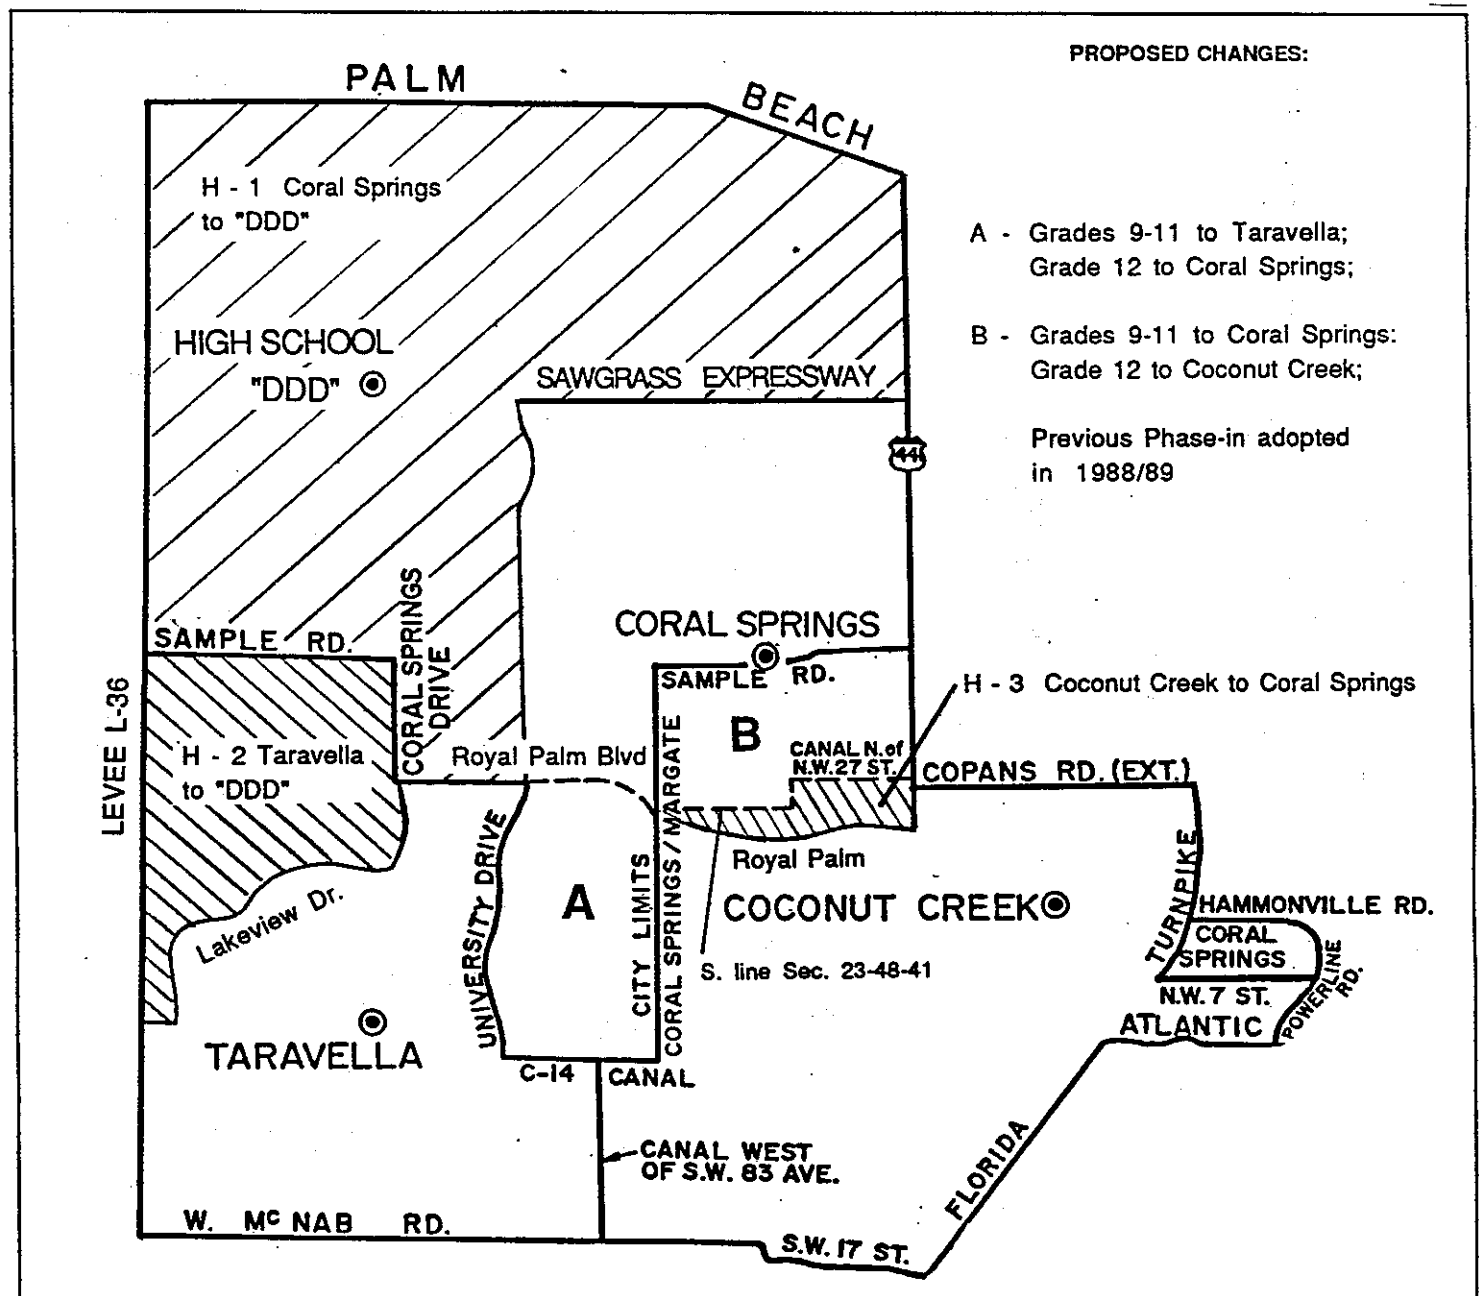 PROPOSED CHANGES:
PALM
BEACH
H - 1 Coral Springs
to "DDD"
A - Grades 9-11 to Taravella;
Grade 12 to Coral Springs;
B - Grades 9-11 to Coral Springs:
Grade 12 to Coconut Creek;
Previous Phase-in adopted
in 1988/89
HIGH SCHOOL
"DDD"
SAWGRASS EXPRESSWAY
441
SAMPLE RD.
CORAL SPRINGS
DRIVE
CORAL SPRINGS
SAMPLE RD.
H - 3 Coconut Creek to Coral Springs
LEVEE L-36
H - 2 Taravella
to "DDD"
Royal Palm Blvd
B
CANAL N. of
N.W. 27 ST.
COPANS RD. (EXT.)
UNIVERSITY DRIVE
A
CITY LIMITS
CORAL SPRINGS / MARGATE
Royal Palm
COCONUT CREEK
TURNPIKE
HAMMONVILLE RD.
CORAL
SPRINGS
N.W. 7 ST.
POWERLINE
RD.
ATLANTIC
Lakeview Dr.
S. line Sec. 23-48-41
TARAVELLA
C-14 CANAL
CANAL WEST
OF S.W. 83 AVE.
FLORIDA
W. McNAB RD.
S.W. 17 ST.